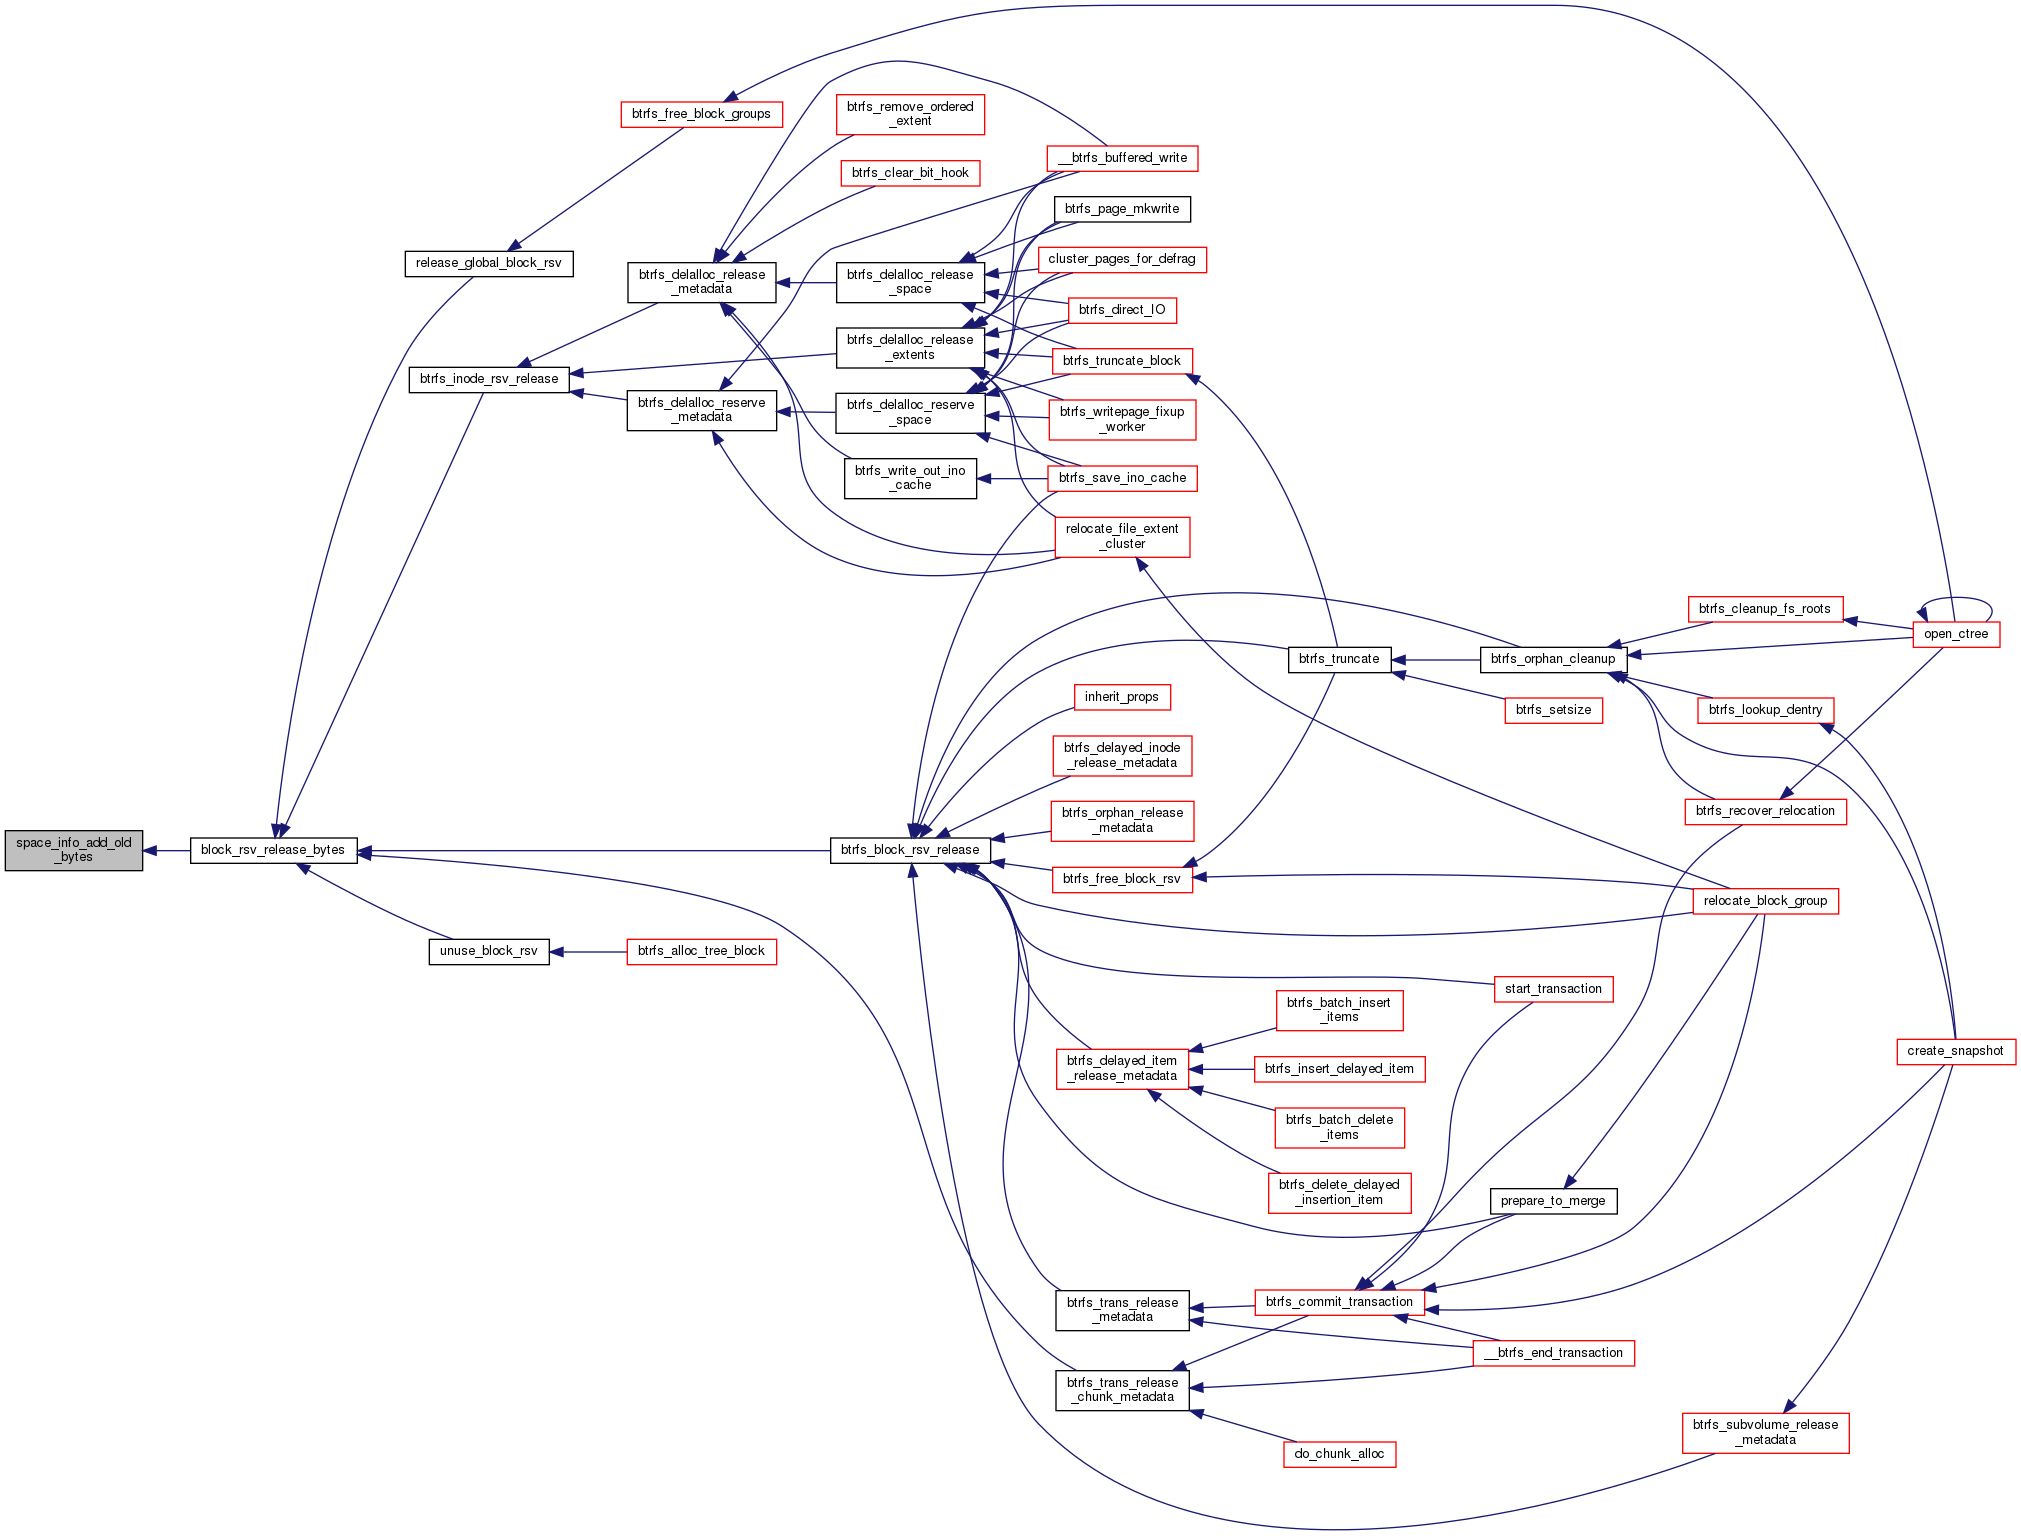 space_info_add_old
_bytes
block_rsv_release_bytes
release_global_block_rsv
btrfs_inode_rsv_release
unuse_block_rsv
btrfs_free_block_groups
btrfs_delalloc_release
_metadata
btrfs_delalloc_reserve
_metadata
btrfs_alloc_tree_block
btrfs_remove_ordered
_extent
btrfs_clear_bit_hook
btrfs_delalloc_release
_space
btrfs_delalloc_release
_extents
btrfs_delalloc_reserve
_space
btrfs_write_out_ino
_cache
btrfs_block_rsv_release
__btrfs_buffered_write
btrfs_page_mkwrite
cluster_pages_for_defrag
btrfs_direct_IO
btrfs_truncate_block
btrfs_writepage_fixup
_worker
btrfs_save_ino_cache
relocate_file_extent
_cluster
inherit_props
btrfs_delayed_inode
_release_metadata
btrfs_orphan_release
_metadata
btrfs_free_block_rsv
btrfs_delayed_item
_release_metadata
btrfs_trans_release
_metadata
btrfs_trans_release
_chunk_metadata
btrfs_truncate
btrfs_batch_insert
_items
btrfs_insert_delayed_item
btrfs_batch_delete
_items
btrfs_delete_delayed
_insertion_item
btrfs_commit_transaction
do_chunk_alloc
btrfs_orphan_cleanup
btrfs_setsize
start_transaction
prepare_to_merge
__btrfs_end_transaction
btrfs_cleanup_fs_roots
btrfs_lookup_dentry
btrfs_recover_relocation
relocate_block_group
btrfs_subvolume_release
_metadata
open_ctree
create_snapshot